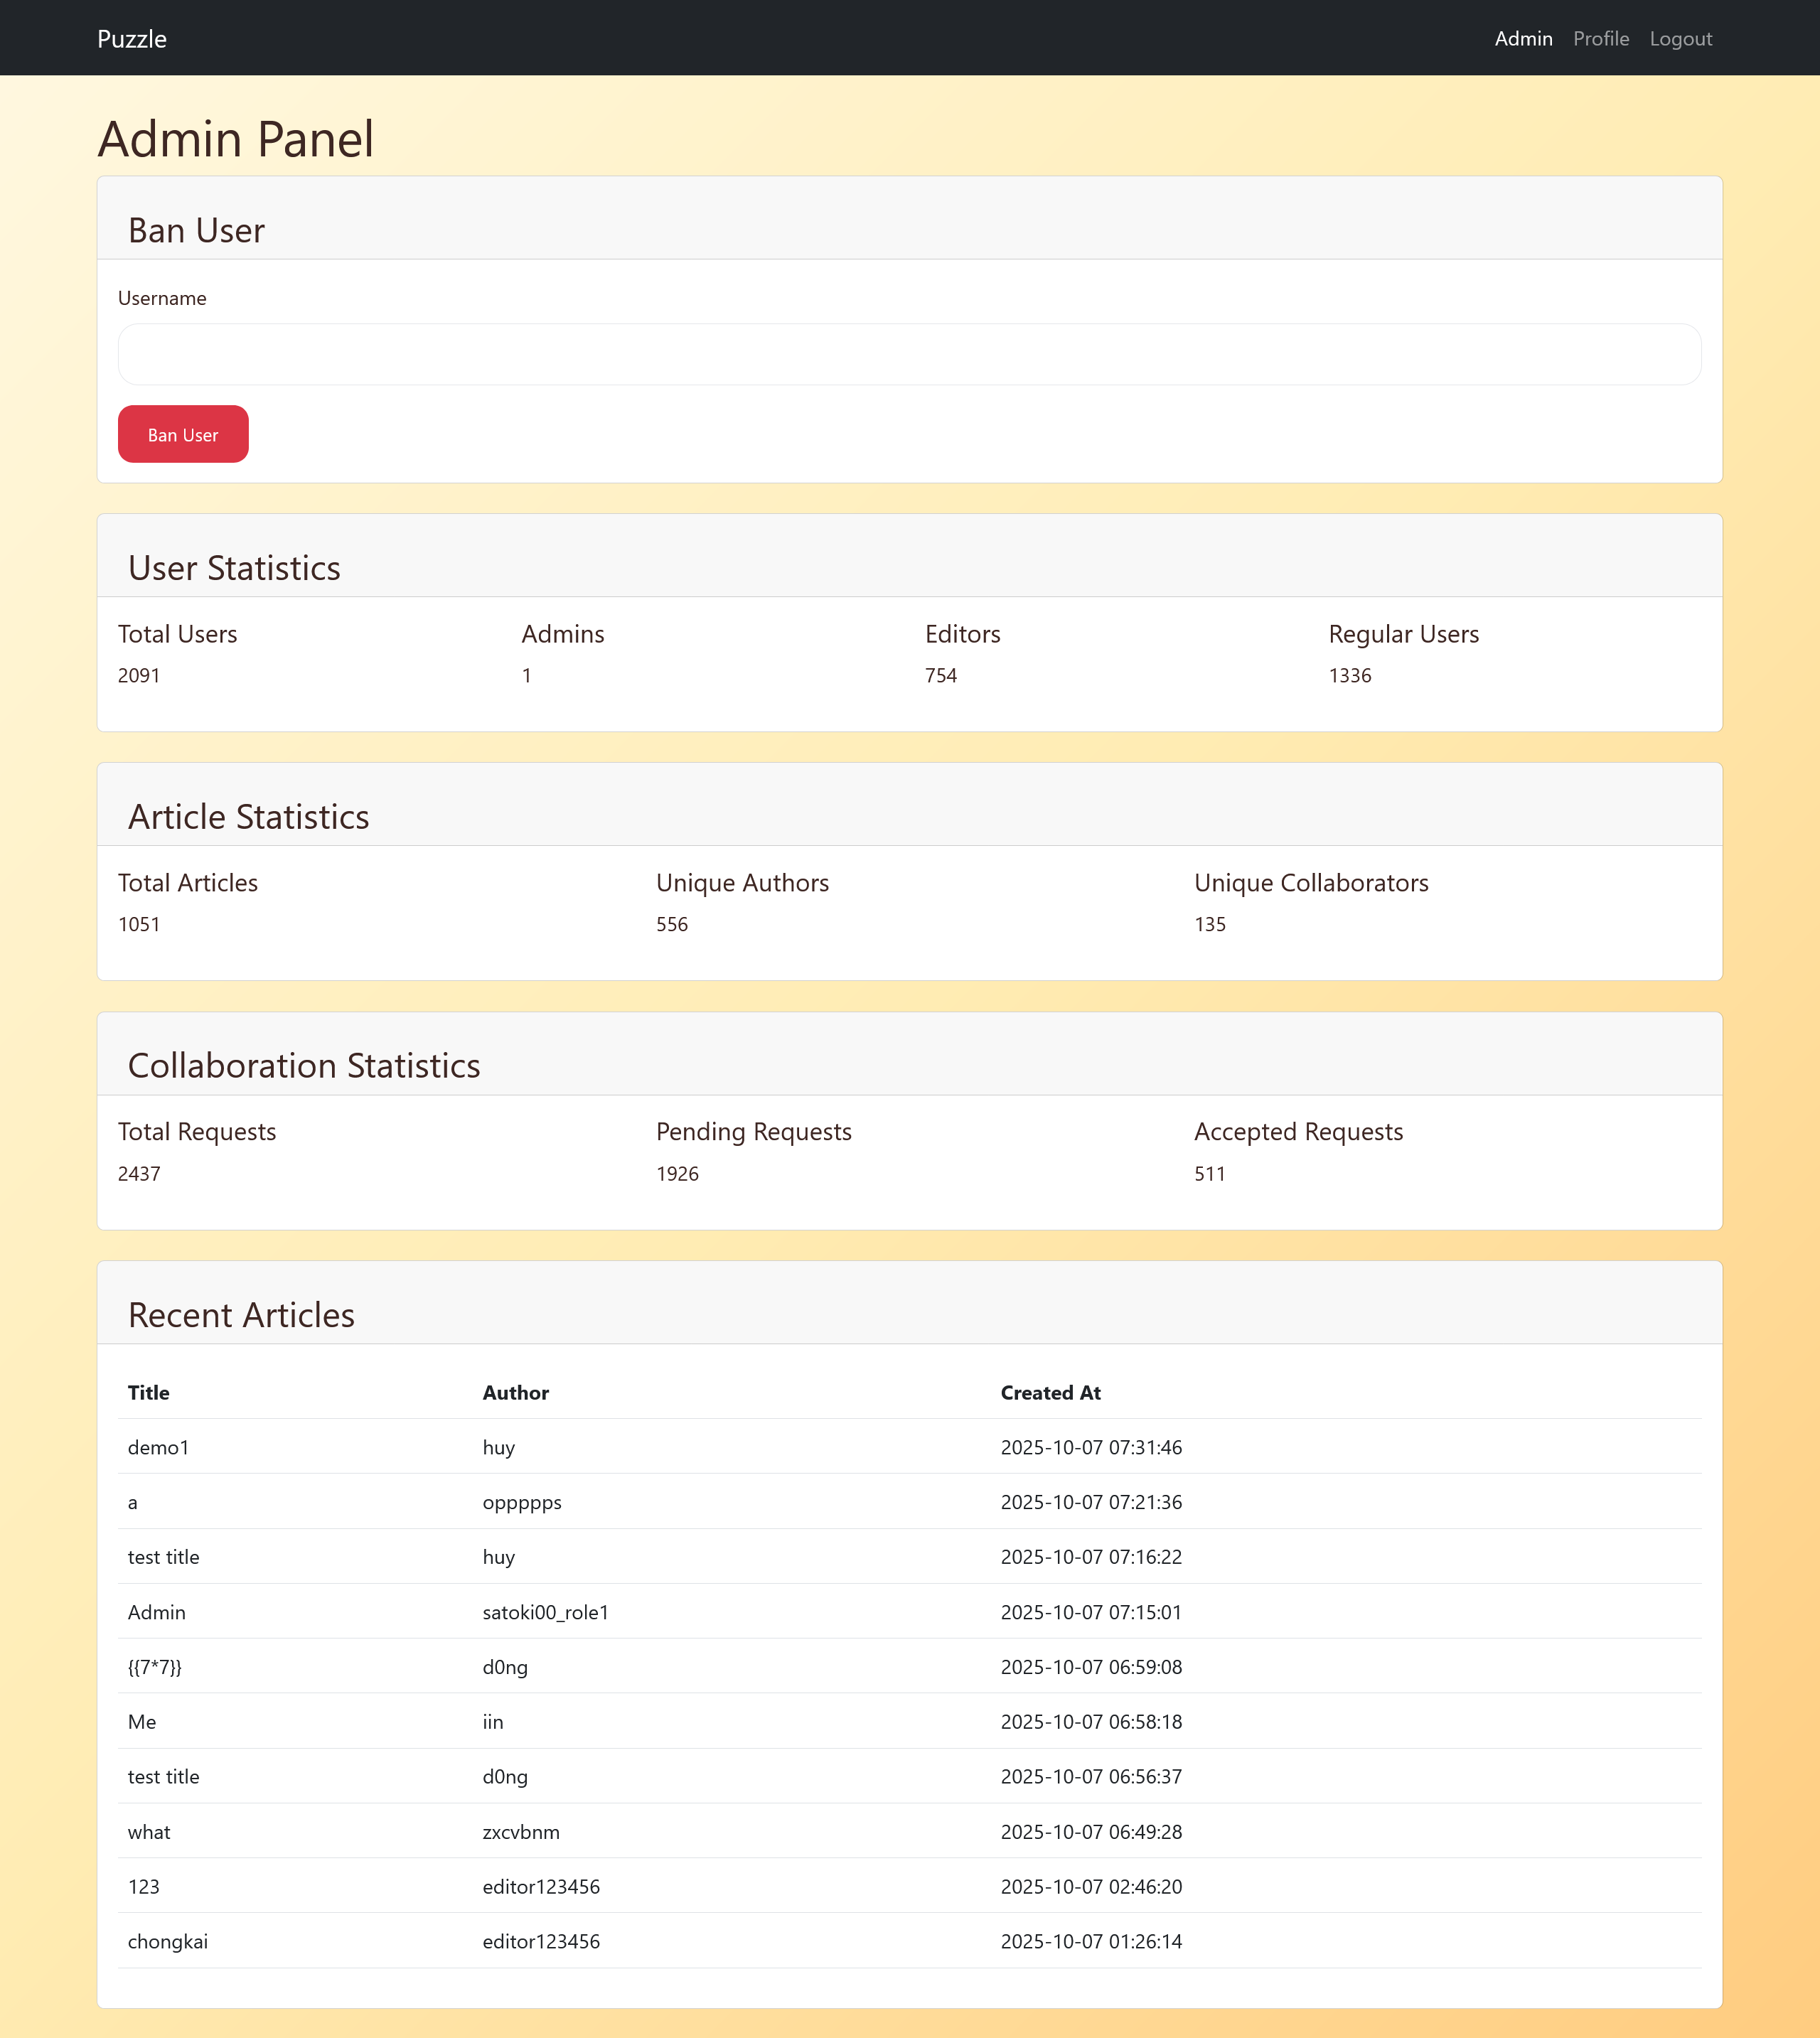 Puzzle Admin Profile Logout
Admin Panel
Ban User
Username
Ban User
User Statistics
Total Users Admins Editors Regular Users
2091 1 754 1336
Article Statistics
Total Articles Unique Authors Unique Collaborators
1051 556 135
Collaboration Statistics
Total Requests Pending Requests Accepted Requests
2437 1926 511
Recent Articles
Title Author Created At
demo1 huy 2025-10-07 07:31:46
a oppppps 2025-10-07 07:21:36
test title huy 2025-10-07 07:16:22
Admin satoki00_role1 2025-10-07 07:15:01
{{7*7}} d0ng 2025-10-07 06:59:08
Me iin 2025-10-07 06:58:18
test title d0ng 2025-10-07 06:56:37
what zxcvbnm 2025-10-07 06:49:28
123 editor123456 2025-10-07 02:46:20
chongkai editor123456 2025-10-07 01:26:14